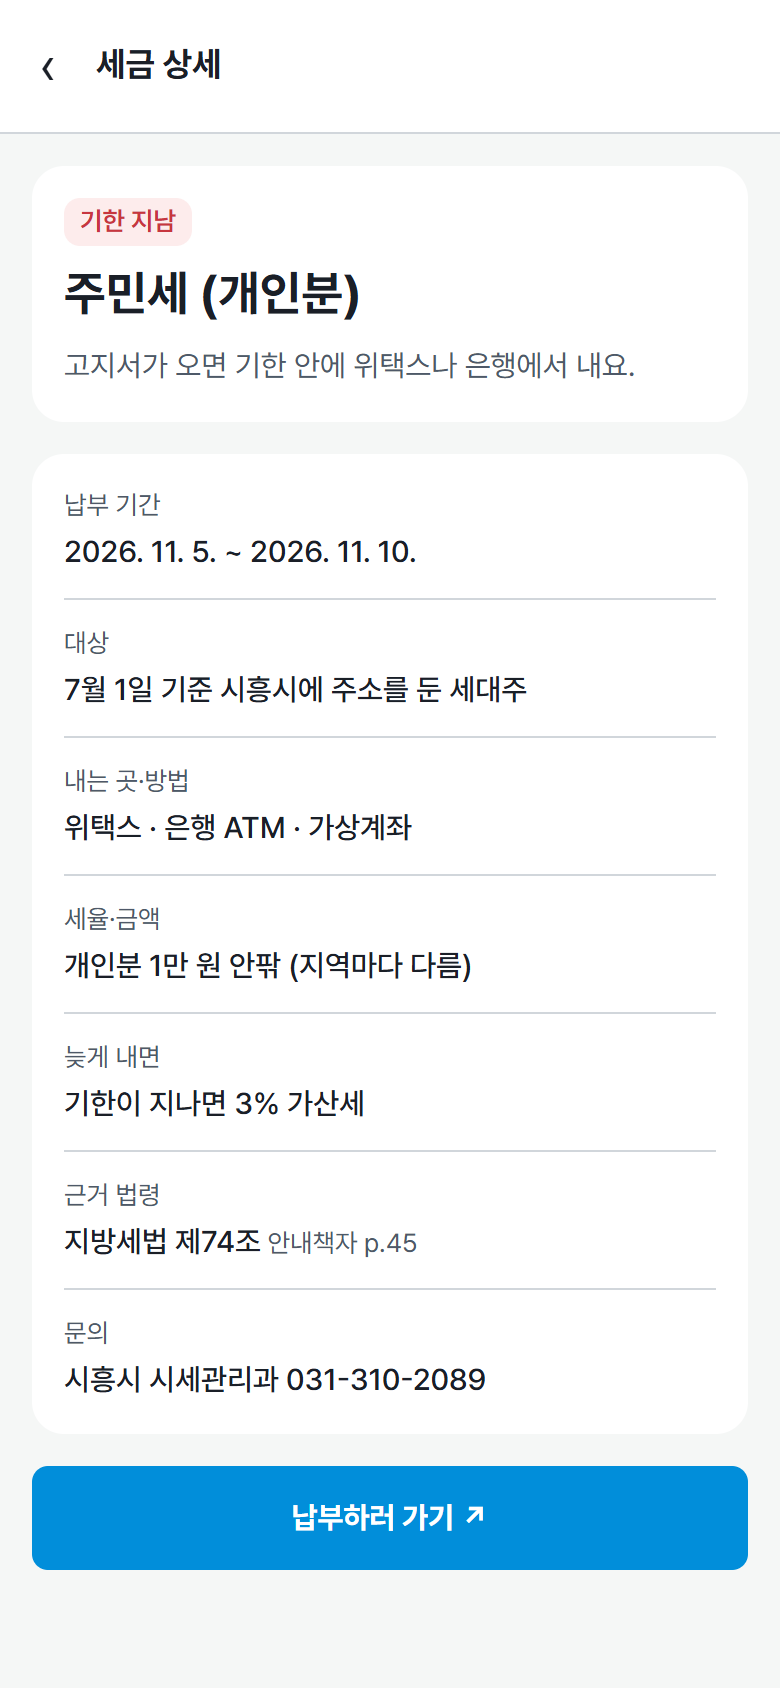 ‹ 세금 상세
기한 지남
주민세 (개인분)
고지서가 오면 기한 안에 위택스나 은행에서 내요.
납부 기간
2026. 11. 5. ~ 2026. 11. 10.
대상
7월 1일 기준 시흥시에 주소를 둔 세대주
내는 곳·방법
위택스 · 은행 ATM · 가상계좌
세율·금액
개인분 1만 원 안팎 (지역마다 다름)
늦게 내면
기한이 지나면 3% 가산세
근거 법령
지방세법 제74조 안내책자 p.45
문의
시흥시 시세관리과 031-310-2089
납부하러 가기 ↗